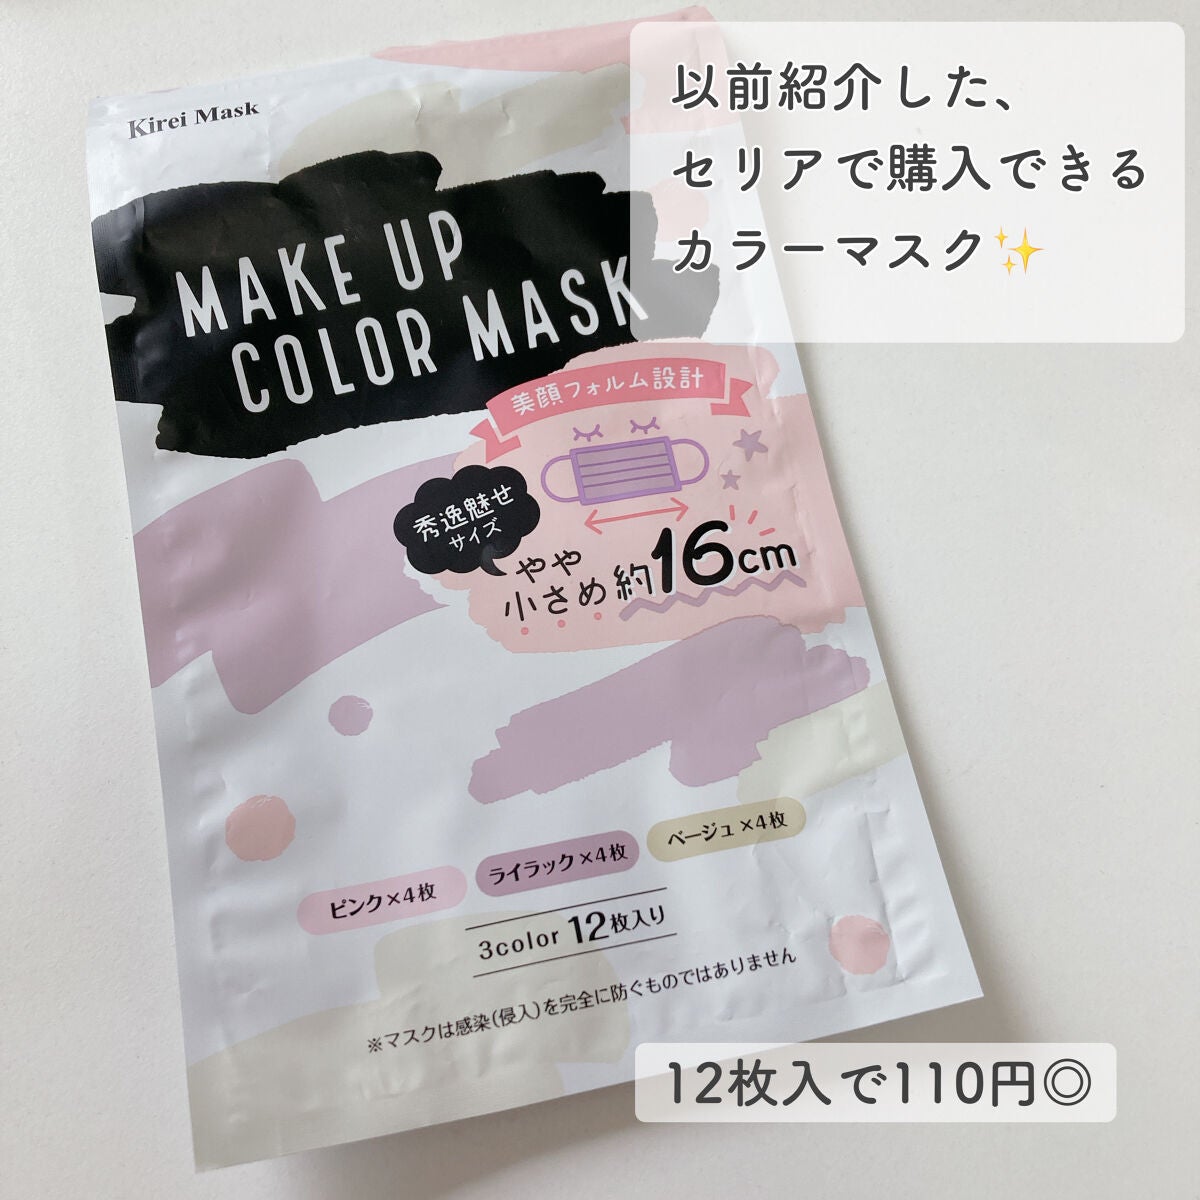 以前紹介した、
セリアで購入できる
カラーマスク✨
Kirei Mask
MAKE UP
COLOR MASK
美顔フォルム設計
秀逸魅せ
サイズ
やや
小さめ約16cm
ピンク×4枚
ライラック×4枚
ベージュ×4枚
3color 12枚入り
※マスクは感染(侵入)を完全に防ぐものではありません
12枚入で110円◎